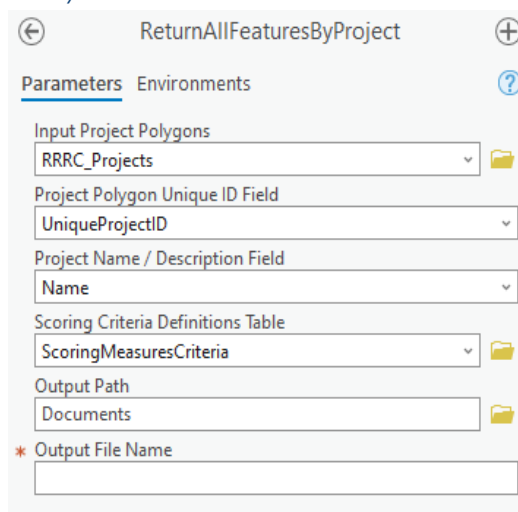 ReturnAllFeaturesByProject
Parameters Environments
Input Project Polygons
RRRC_Projects
Project Polygon Unique ID Field
UniqueProjectID
Project Name / Description Field
Name
Scoring Criteria Definitions Table
ScoringMeasuresCriteria
Output Path
Documents
* Output File Name